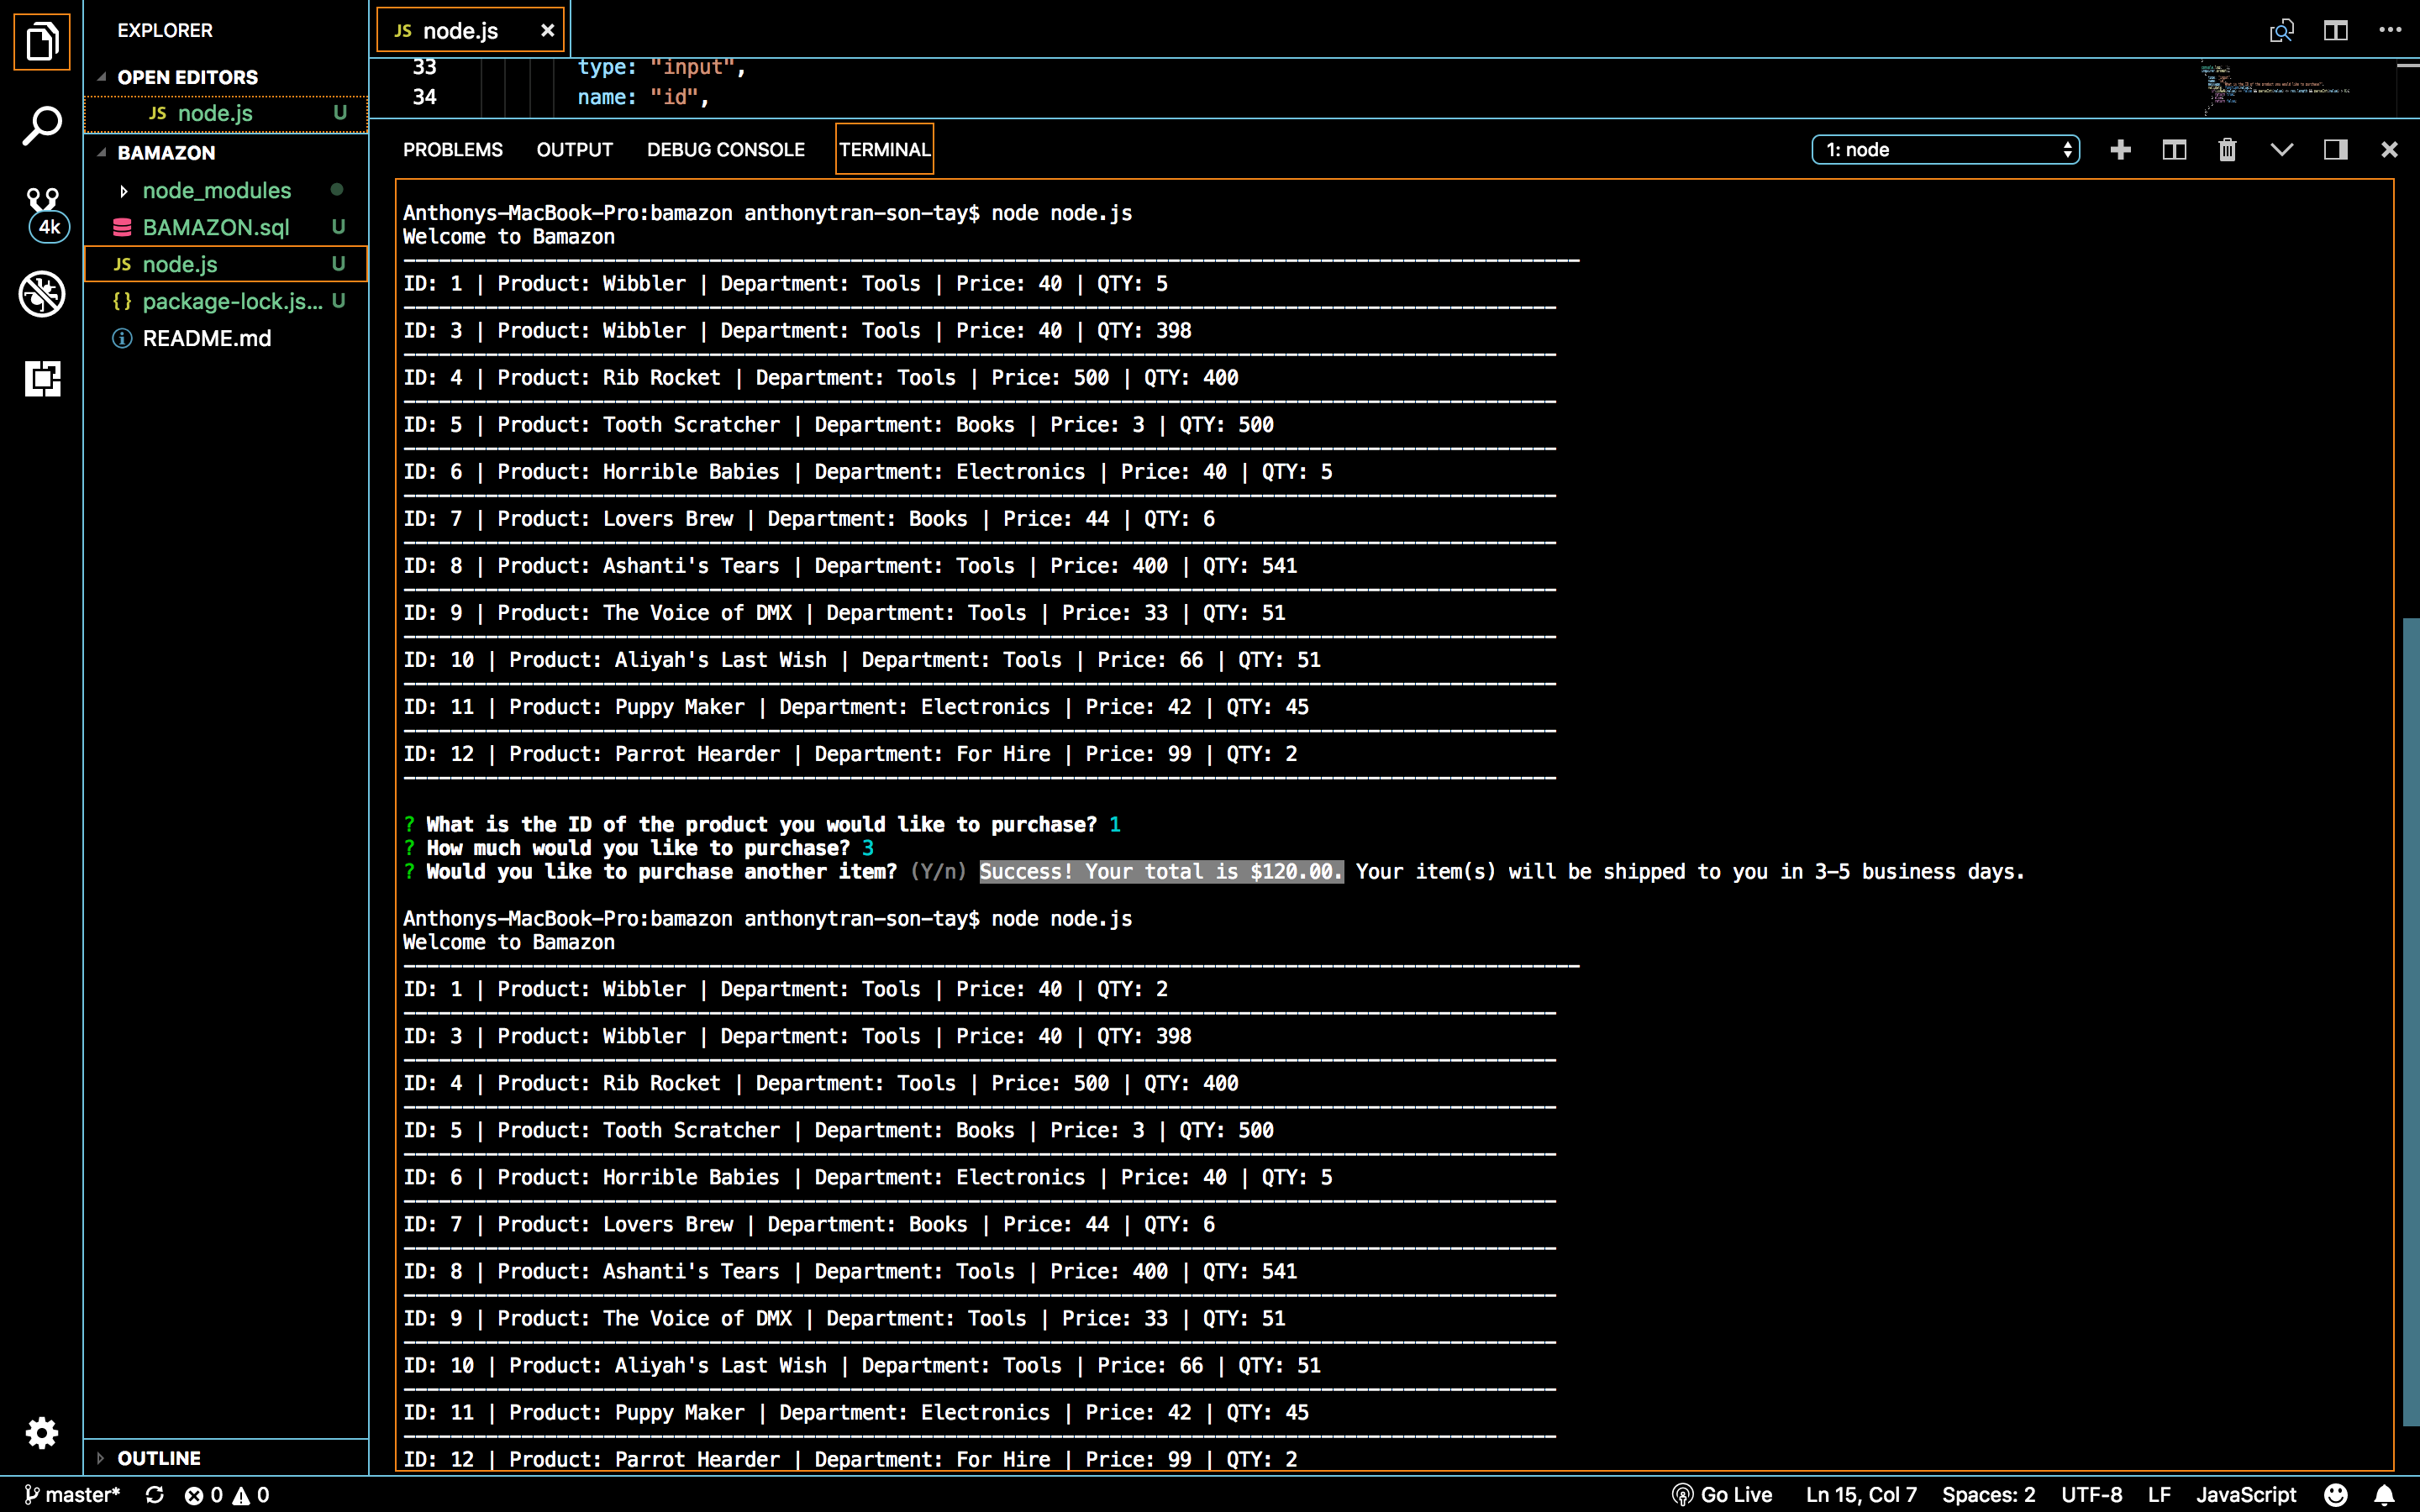 EXPLORER
OPEN EDITORS
JS node.js U
BAMAZON
node_modules
BAMAZON.sql U
JS node.js U
{} package-lock.js... U
README.md
4k
OUTLINE
JS node.js
33 type: "input",
34 name: "id",
PROBLEMS OUTPUT DEBUG CONSOLE TERMINAL 1: node
Anthonys-MacBook-Pro:bamazon anthonytran-son-tay$ node node.js
Welcome to Bamazon
----------------------------------------------------------------------------------------------------
ID: 1 | Product: Wibbler | Department: Tools | Price: 40 | QTY: 5
--------------------------------------------------------------------------------------------------
ID: 3 | Product: Wibbler | Department: Tools | Price: 40 | QTY: 398
--------------------------------------------------------------------------------------------------
ID: 4 | Product: Rib Rocket | Department: Tools | Price: 500 | QTY: 400
--------------------------------------------------------------------------------------------------
ID: 5 | Product: Tooth Scratcher | Department: Books | Price: 3 | QTY: 500
--------------------------------------------------------------------------------------------------
ID: 6 | Product: Horrible Babies | Department: Electronics | Price: 40 | QTY: 5
--------------------------------------------------------------------------------------------------
ID: 7 | Product: Lovers Brew | Department: Books | Price: 44 | QTY: 6
--------------------------------------------------------------------------------------------------
ID: 8 | Product: Ashanti's Tears | Department: Tools | Price: 400 | QTY: 541
--------------------------------------------------------------------------------------------------
ID: 9 | Product: The Voice of DMX | Department: Tools | Price: 33 | QTY: 51
--------------------------------------------------------------------------------------------------
ID: 10 | Product: Aliyah's Last Wish | Department: Tools | Price: 66 | QTY: 51
--------------------------------------------------------------------------------------------------
ID: 11 | Product: Puppy Maker | Department: Electronics | Price: 42 | QTY: 45
--------------------------------------------------------------------------------------------------
ID: 12 | Product: Parrot Hearder | Department: For Hire | Price: 99 | QTY: 2
--------------------------------------------------------------------------------------------------
? What is the ID of the product you would like to purchase? 1
? How much would you like to purchase? 3
? Would you like to purchase another item? (Y/n) Success! Your total is $120.00. Your item(s) will be shipped to you in 3-5 business days.
Anthonys-MacBook-Pro:bamazon anthonytran-son-tay$ node node.js
Welcome to Bamazon
----------------------------------------------------------------------------------------------------
ID: 1 | Product: Wibbler | Department: Tools | Price: 40 | QTY: 2
--------------------------------------------------------------------------------------------------
ID: 3 | Product: Wibbler | Department: Tools | Price: 40 | QTY: 398
--------------------------------------------------------------------------------------------------
ID: 4 | Product: Rib Rocket | Department: Tools | Price: 500 | QTY: 400
--------------------------------------------------------------------------------------------------
ID: 5 | Product: Tooth Scratcher | Department: Books | Price: 3 | QTY: 500
--------------------------------------------------------------------------------------------------
ID: 6 | Product: Horrible Babies | Department: Electronics | Price: 40 | QTY: 5
--------------------------------------------------------------------------------------------------
ID: 7 | Product: Lovers Brew | Department: Books | Price: 44 | QTY: 6
--------------------------------------------------------------------------------------------------
ID: 8 | Product: Ashanti's Tears | Department: Tools | Price: 400 | QTY: 541
--------------------------------------------------------------------------------------------------
ID: 9 | Product: The Voice of DMX | Department: Tools | Price: 33 | QTY: 51
--------------------------------------------------------------------------------------------------
ID: 10 | Product: Aliyah's Last Wish | Department: Tools | Price: 66 | QTY: 51
--------------------------------------------------------------------------------------------------
ID: 11 | Product: Puppy Maker | Department: Electronics | Price: 42 | QTY: 45
--------------------------------------------------------------------------------------------------
ID: 12 | Product: Parrot Hearder | Department: For Hire | Price: 99 | QTY: 2
master* 0 0 Go Live Ln 15, Col 7 Spaces: 2 UTF-8 LF JavaScript